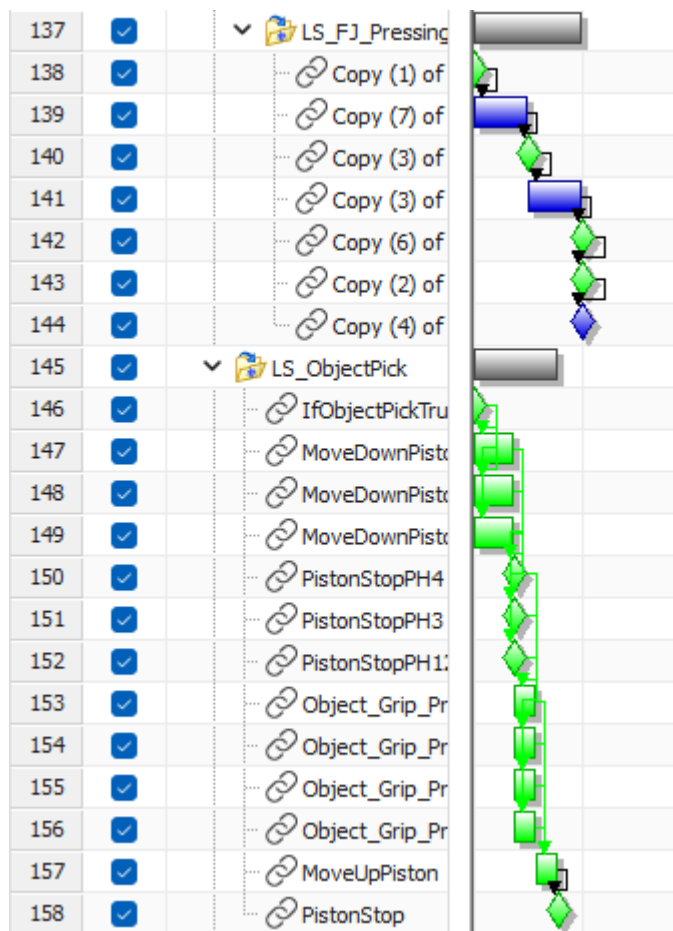 137 LS_FJ_Pressing
138 Copy (1) of
139 Copy (7) of
140 Copy (3) of
141 Copy (3) of
142 Copy (6) of
143 Copy (2) of
144 Copy (4) of
145 LS_ObjectPick
146 IfObjectPickTru
147 MoveDownPisto
148 MoveDownPisto
149 MoveDownPisto
150 PistonStopPH4
151 PistonStopPH3
152 PistonStopPH12
153 Object_Grip_Pr
154 Object_Grip_Pr
155 Object_Grip_Pr
156 Object_Grip_Pr
157 MoveUpPiston
158 PistonStop